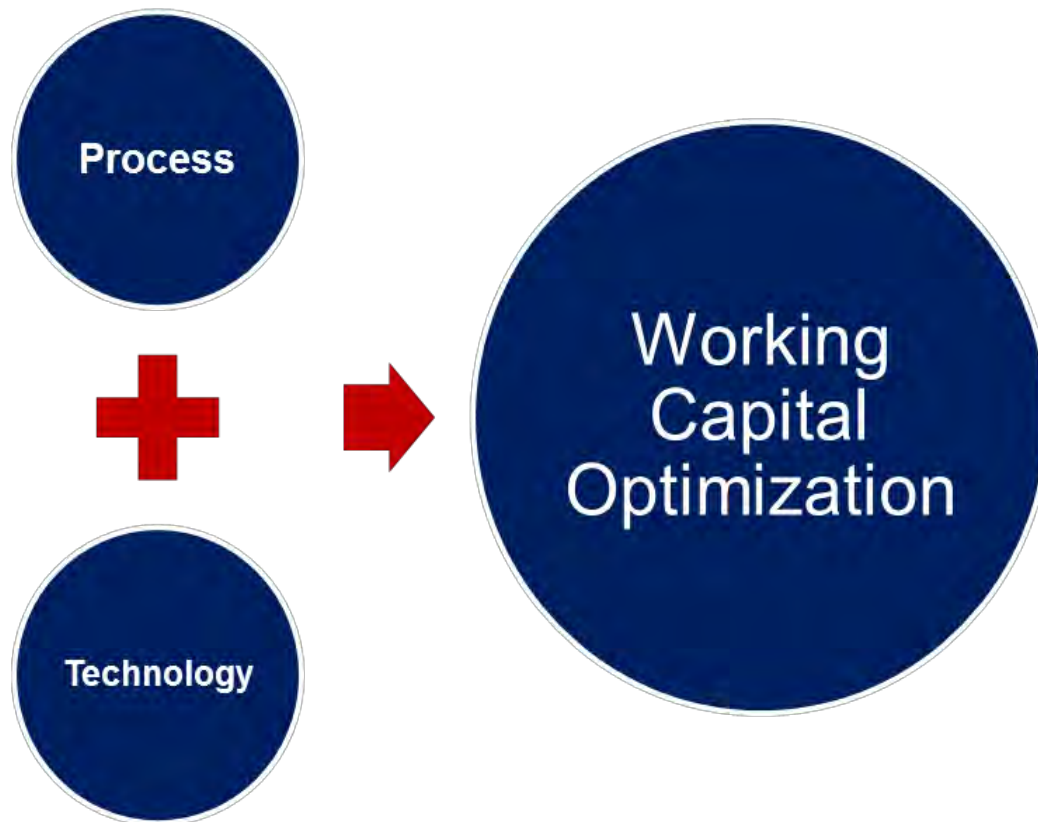 Process
Technology
Working
Capital
Optimization